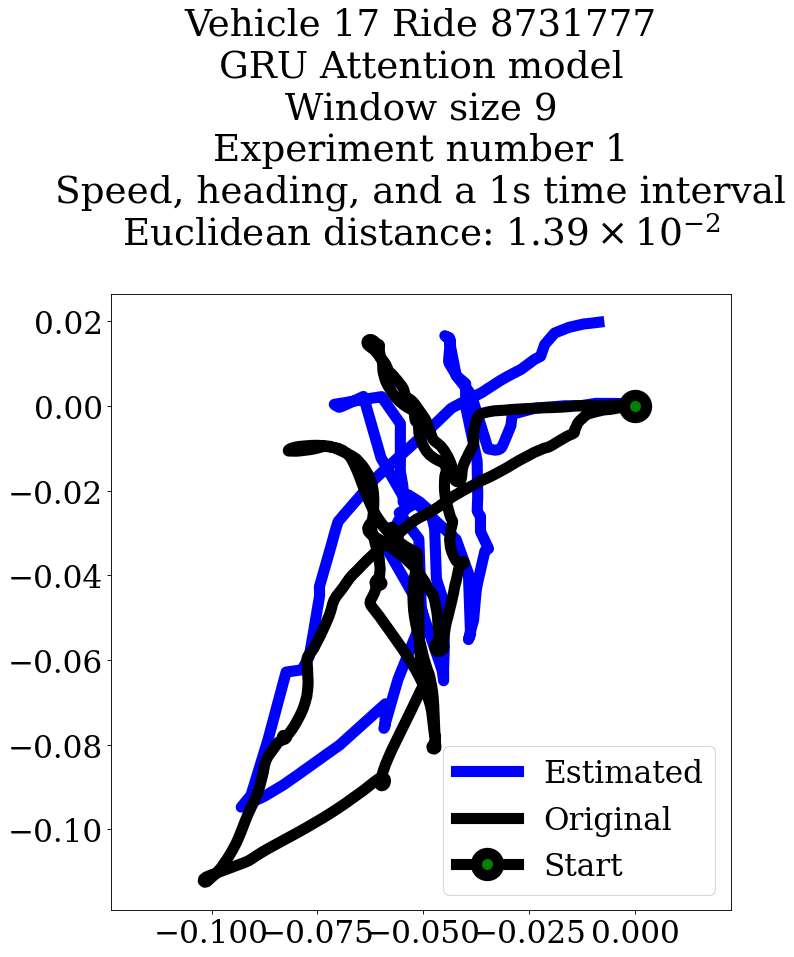 Vehicle 17 Ride 8731777
GRU Attention model
Window size 9
Experiment number 1
Speed, heading, and a 1s time interval
Euclidean distance: 1.39 × 10⁻²
0.02
0.00
−0.02
−0.04
−0.06
−0.08
−0.10
Estimated
Original
Start
−0.100 −0.075 −0.050 −0.025 0.000